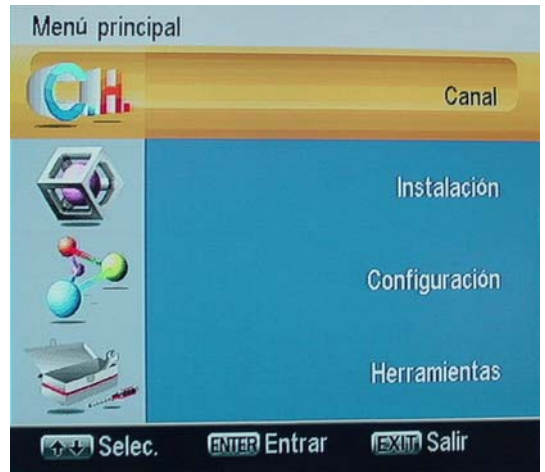 Menú principal
C.H.
Canal
Instalación
Configuración
Herramientas
Selec. ENTER Entrar EXIT Salir